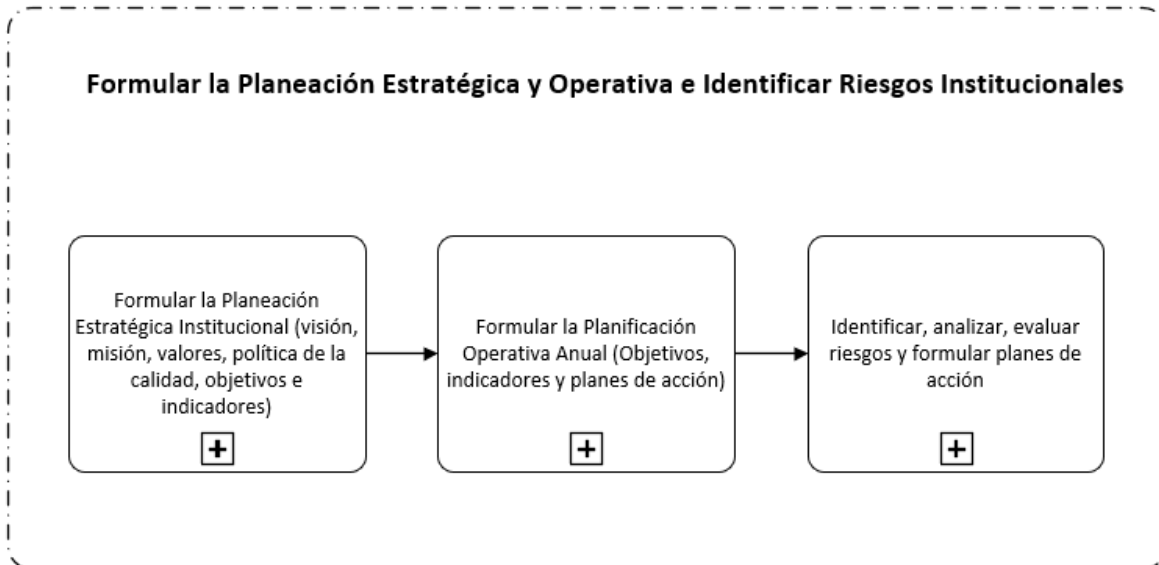 Formular la Planeación Estratégica y Operativa e Identificar Riesgos Institucionales
Formular la Planeación
Estratégica Institucional (visión,
misión, valores, política de la
calidad, objetivos e
indicadores)
Formular la Planificación
Operativa Anual (Objetivos,
indicadores y planes de acción)
Identificar, analizar, evaluar
riesgos y formular planes de
acción